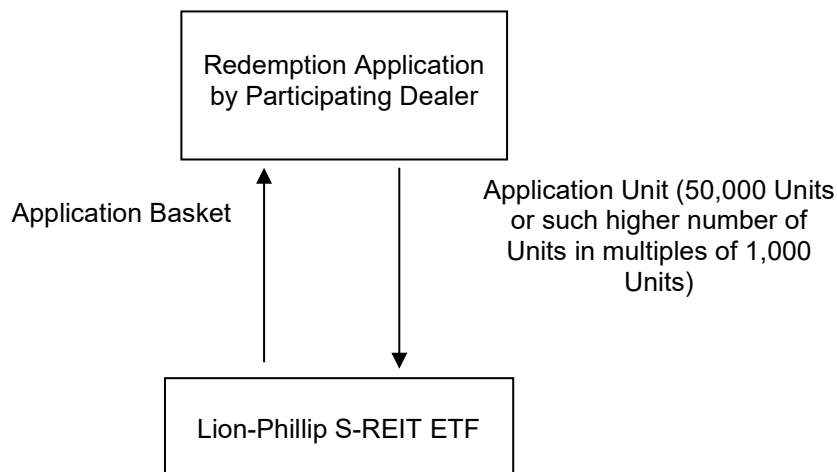 Redemption Application
by Participating Dealer
Application Basket
Application Unit (50,000 Units
or such higher number of
Units in multiples of 1,000
Units)
Lion-Phillip S-REIT ETF